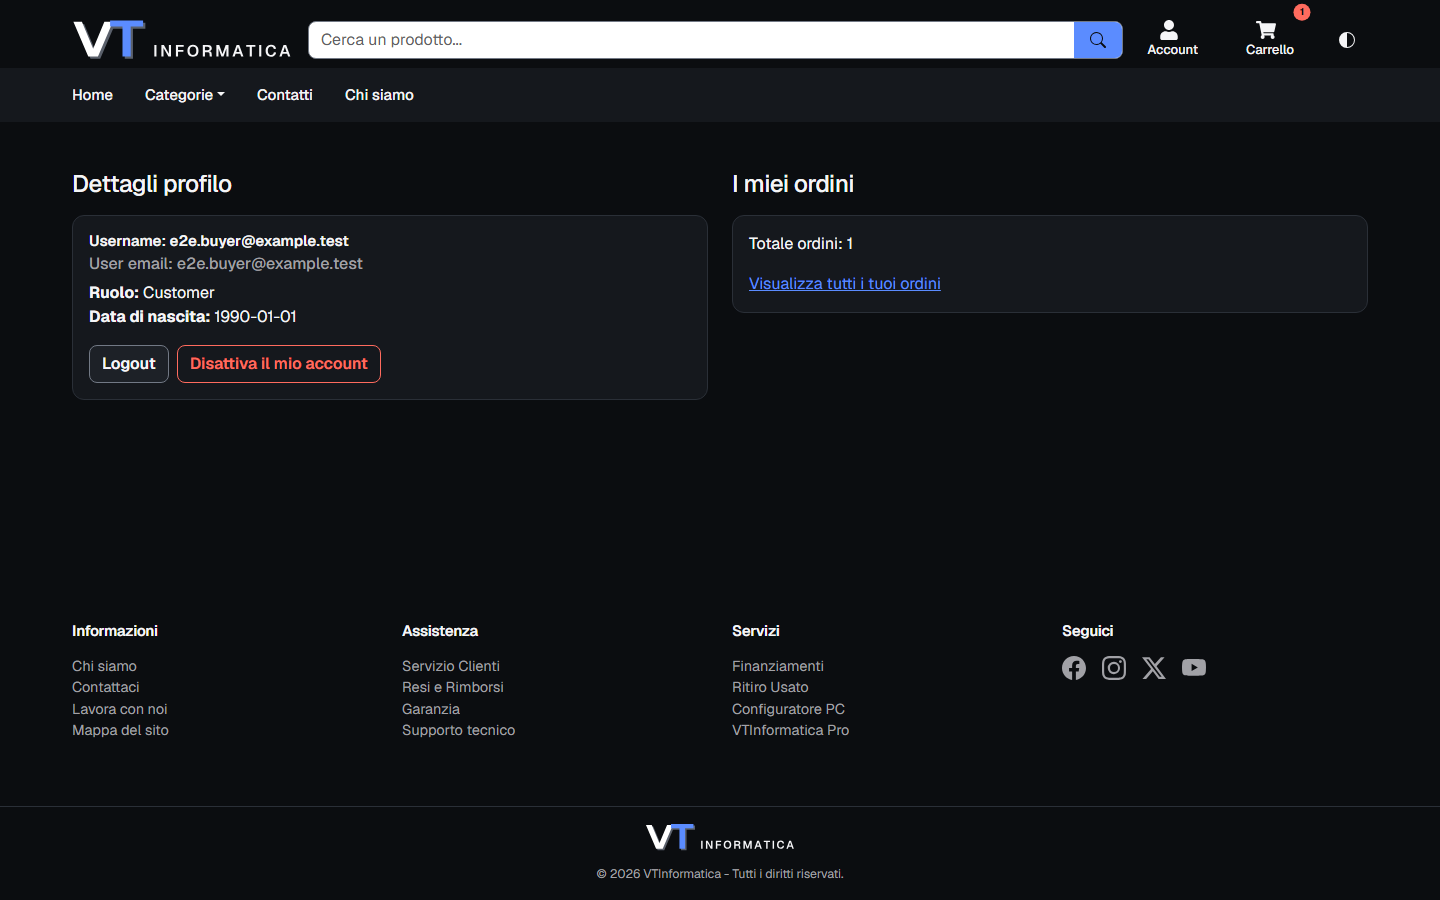 VT INFORMATICA
Cerca un prodotto...
Account
Carrello
1
Home
Categorie
Contatti
Chi siamo
Dettagli profilo
Username: e2e.buyer@example.test
User email: e2e.buyer@example.test
Ruolo: Customer
Data di nascita: 1990-01-01
Logout
Disattiva il mio account
I miei ordini
Totale ordini: 1
Visualizza tutti i tuoi ordini
Informazioni
Chi siamo
Contattaci
Lavora con noi
Mappa del sito
Assistenza
Servizio Clienti
Resi e Rimborsi
Garanzia
Supporto tecnico
Servizi
Finanziamenti
Ritiro Usato
Configuratore PC
VTInformatica Pro
Seguici
VT INFORMATICA
© 2026 VTInformatica - Tutti i diritti riservati.